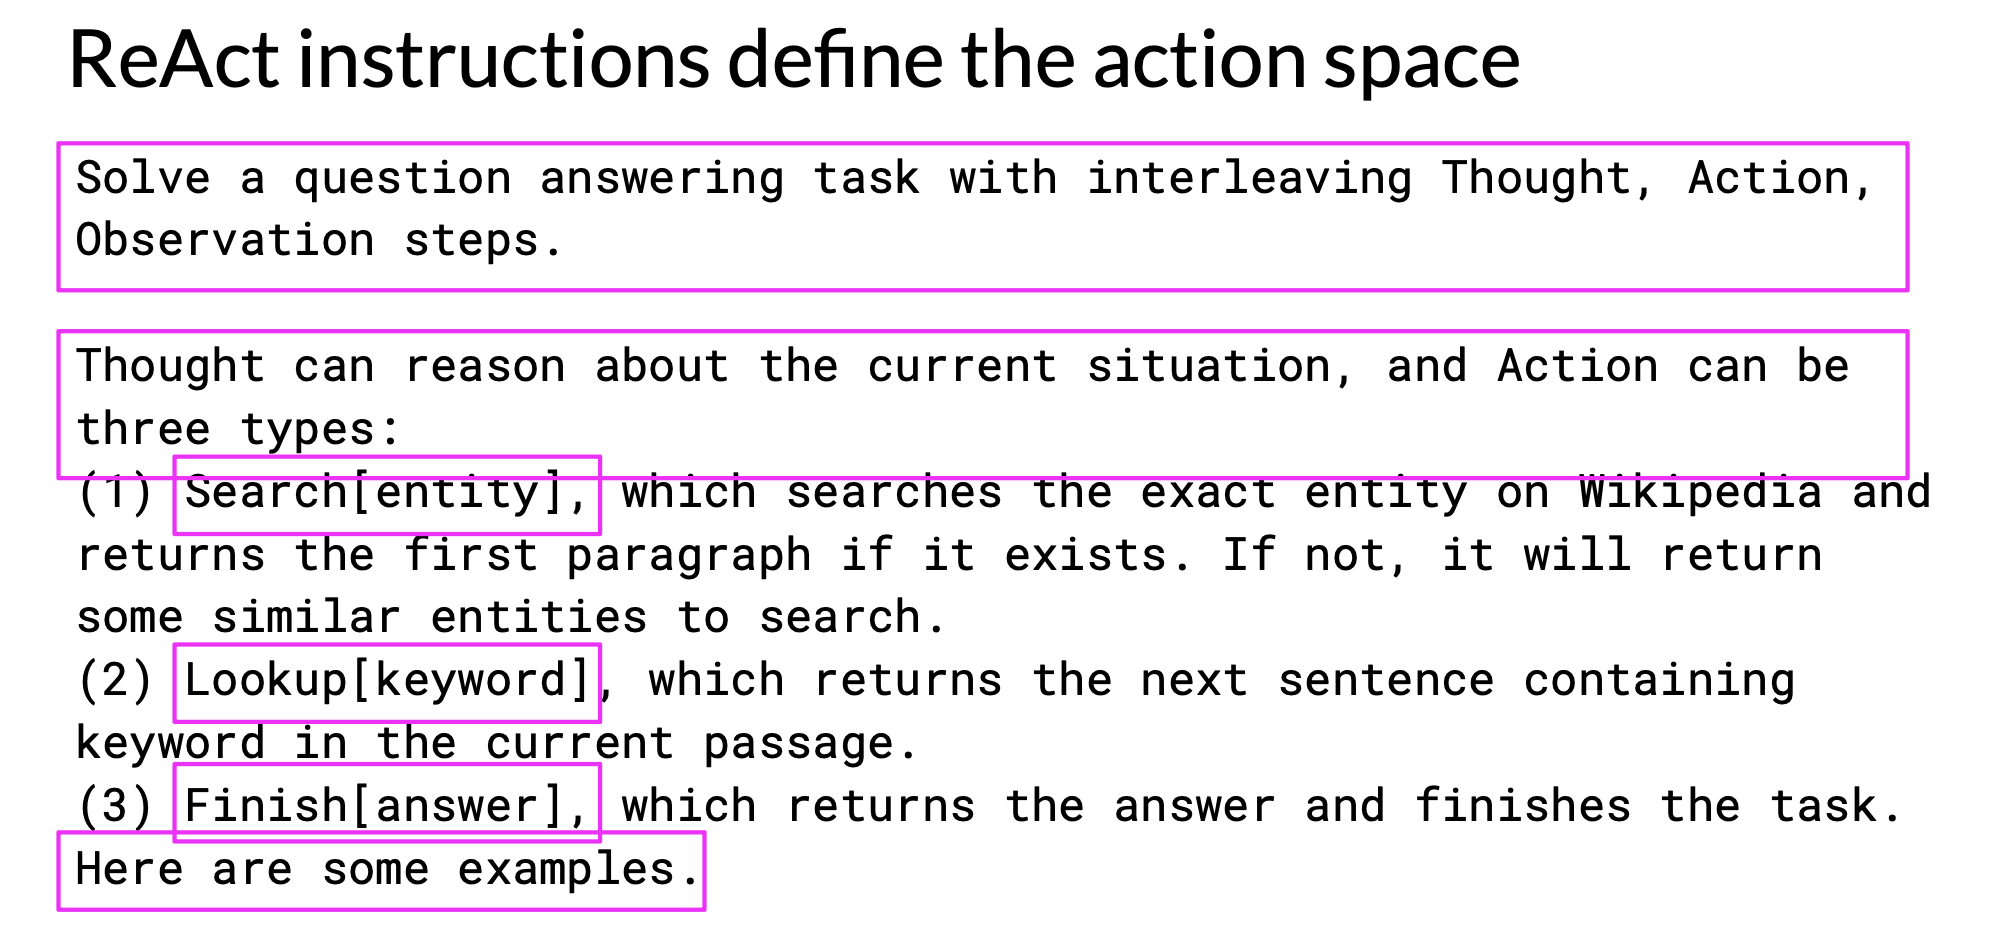 ReAct instructions define the action space
Solve a question answering task with interleaving Thought, Action,
Observation steps.
Thought can reason about the current situation, and Action can be
three types:
(1) Search[entity], which searches the exact entity on Wikipedia and
returns the first paragraph if it exists. If not, it will return
some similar entities to search.
(2) Lookup[keyword], which returns the next sentence containing
keyword in the current passage.
(3) Finish[answer], which returns the answer and finishes the task.
Here are some examples.